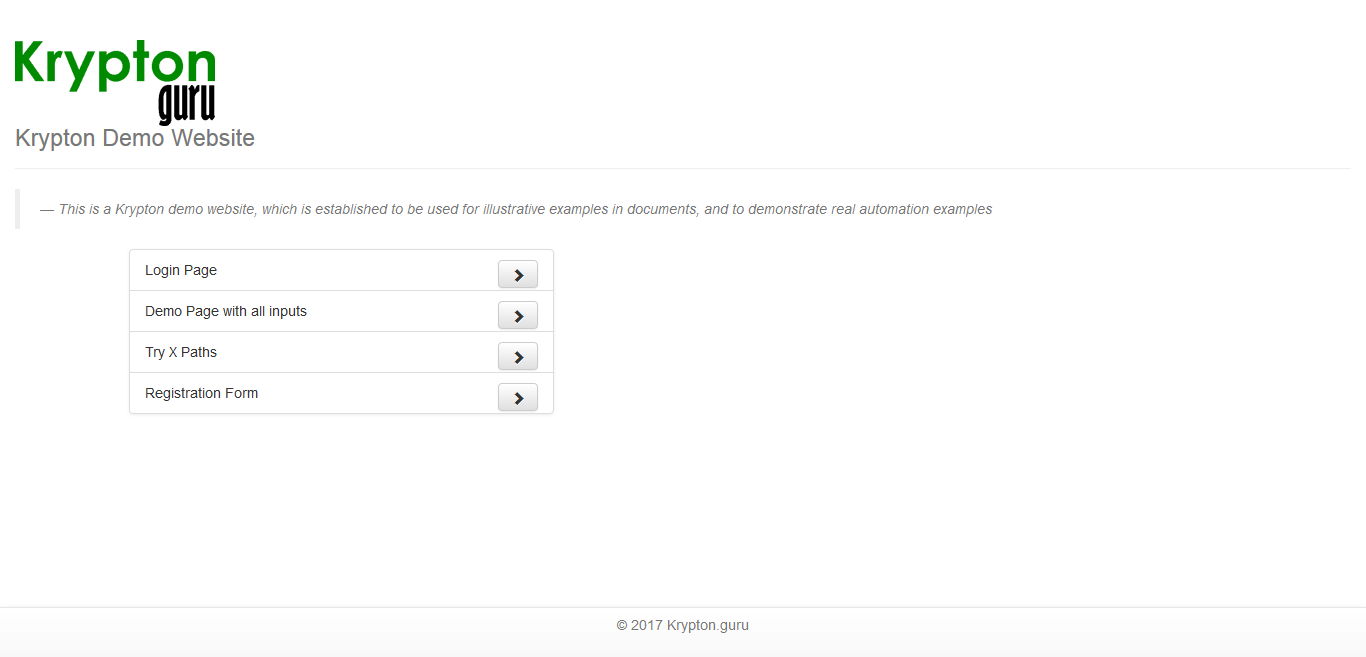 Krypton
guru
Krypton Demo Website
— This is a Krypton demo website, which is established to be used for illustrative examples in documents, and to demonstrate real automation examples
Login Page
Demo Page with all inputs
Try X Paths
Registration Form
© 2017 Krypton.guru